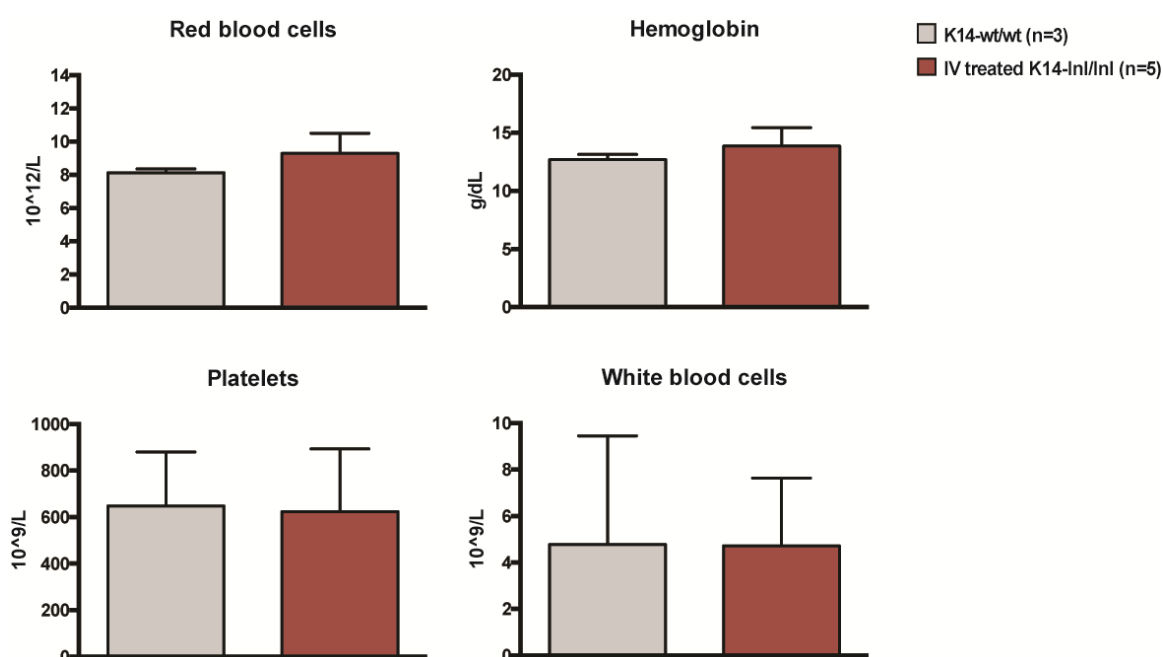 Red blood cells
14
12
10
8
6
4
2
0
10^12/L
Hemoglobin
20
15
10
5
0
g/dL
K14-wt/wt (n=3)
IV treated K14-lnl/lnl (n=5)
Platelets
1000
800
600
400
200
0
10^9/L
White blood cells
10
8
6
4
2
0
10^9/L